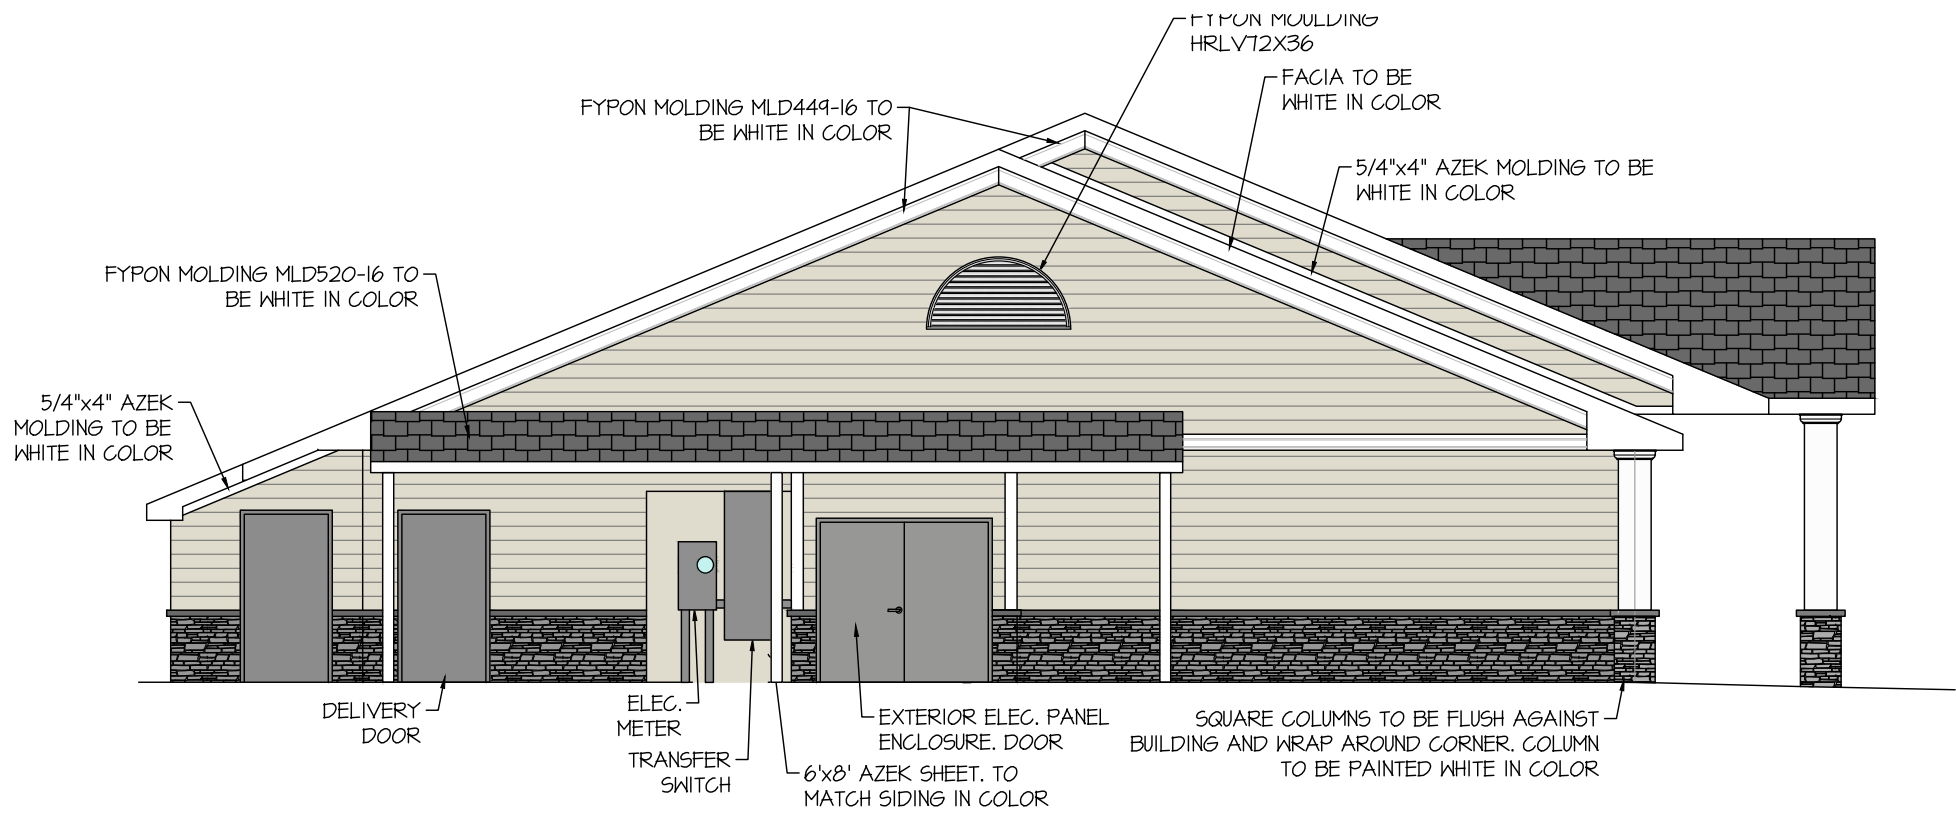 FYPON MOULDING
HRLV72X36
FACIA TO BE
WHITE IN COLOR
FYPON MOLDING MLD449-16 TO
BE WHITE IN COLOR
5/4"x4" AZEK MOLDING TO BE
WHITE IN COLOR
FYPON MOLDING MLD520-16 TO
BE WHITE IN COLOR
5/4"x4" AZEK
MOLDING TO BE
WHITE IN COLOR
DELIVERY
DOOR
ELEC.
METER
TRANSFER
SWITCH
EXTERIOR ELEC. PANEL
ENCLOSURE. DOOR
6'x8' AZEK SHEET. TO
MATCH SIDING IN COLOR
SQUARE COLUMNS TO BE FLUSH AGAINST
BUILDING AND WRAP AROUND CORNER. COLUMN
TO BE PAINTED WHITE IN COLOR